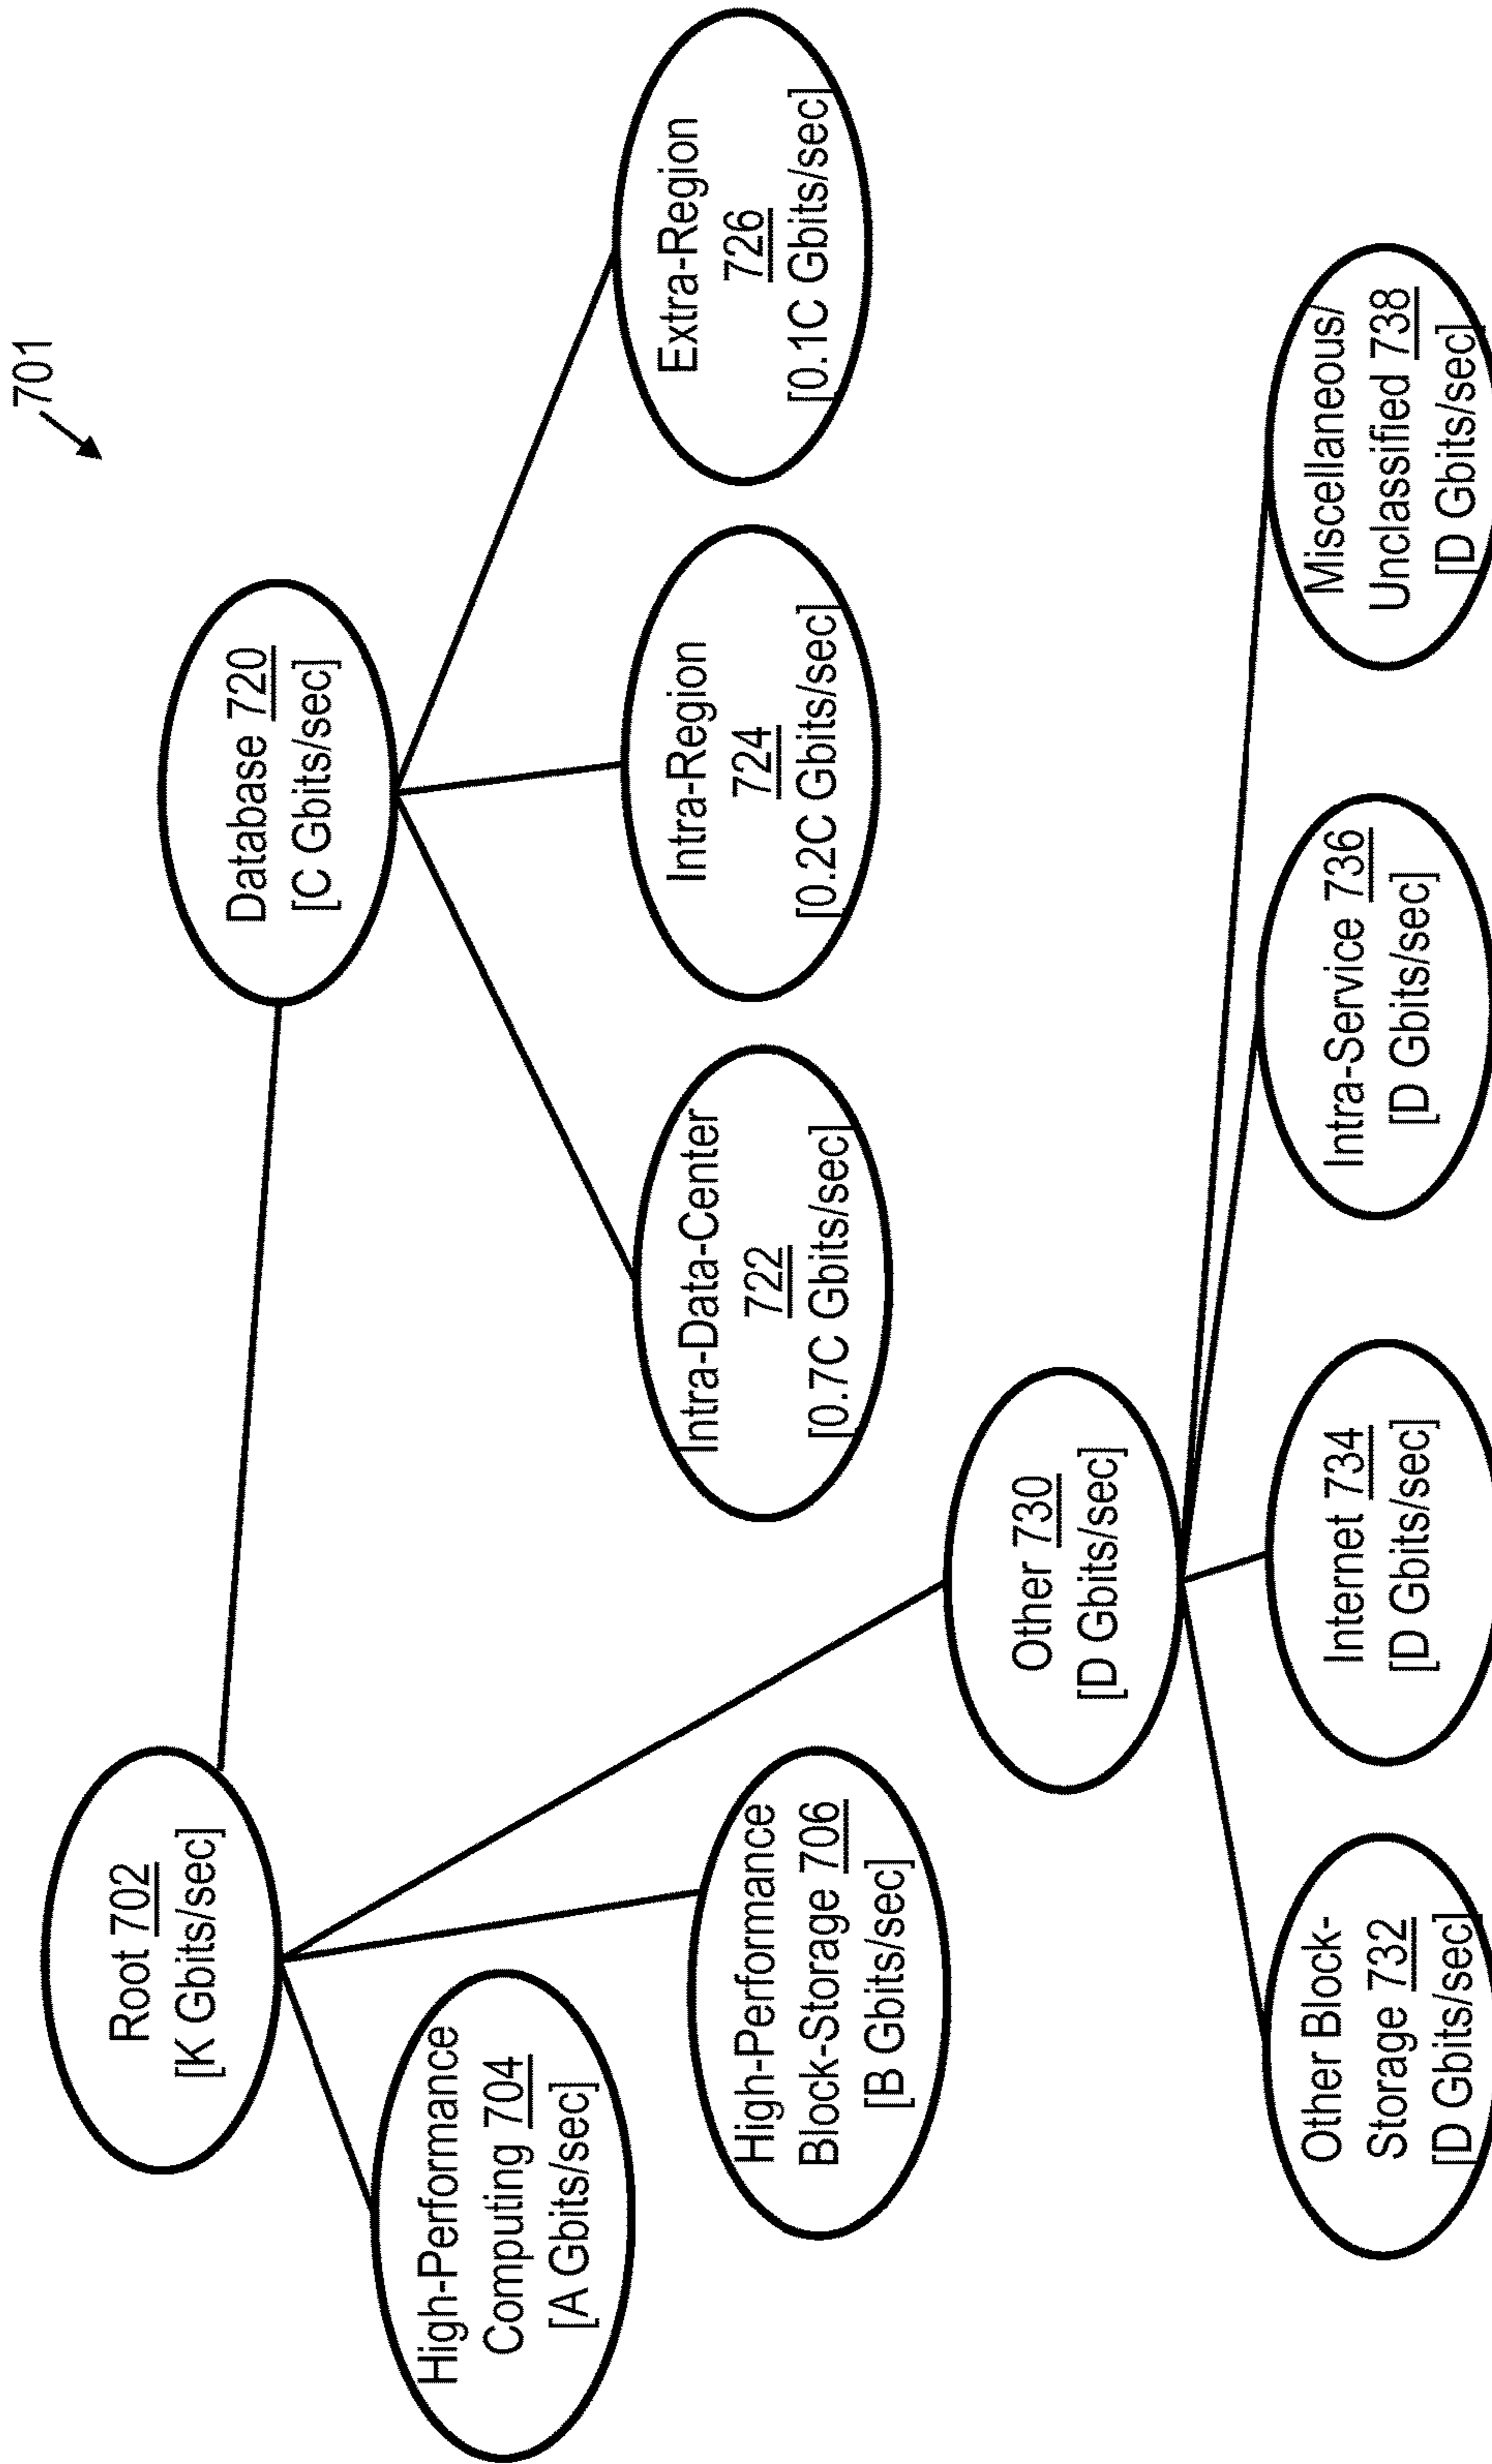 701
Root 702
[K Gbits/sec]
Database 720
[C Gbits/sec]
High-Performance
Computing 704
[A Gbits/sec]
High-Performance
Block-Storage 706
[B Gbits/sec]
Intra-Data-Center
722
[0.7C Gbits/sec]
Intra-Region
724
[0.2C Gbits/sec]
Extra-Region
726
[0.1C Gbits/sec]
Other 730
[D Gbits/sec]
Other Block-
Storage 732
[D Gbits/sec]
Internet 734
[D Gbits/sec]
Intra-Service 736
[D Gbits/sec]
Miscellaneous/
Unclassified 738
[D Gbits/sec]